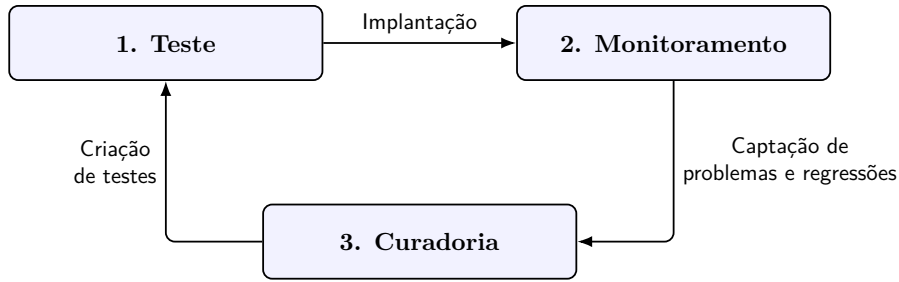 Implantação
1. Teste
2. Monitoramento
Criação
de testes
Captação de
problemas e regressões
3. Curadoria